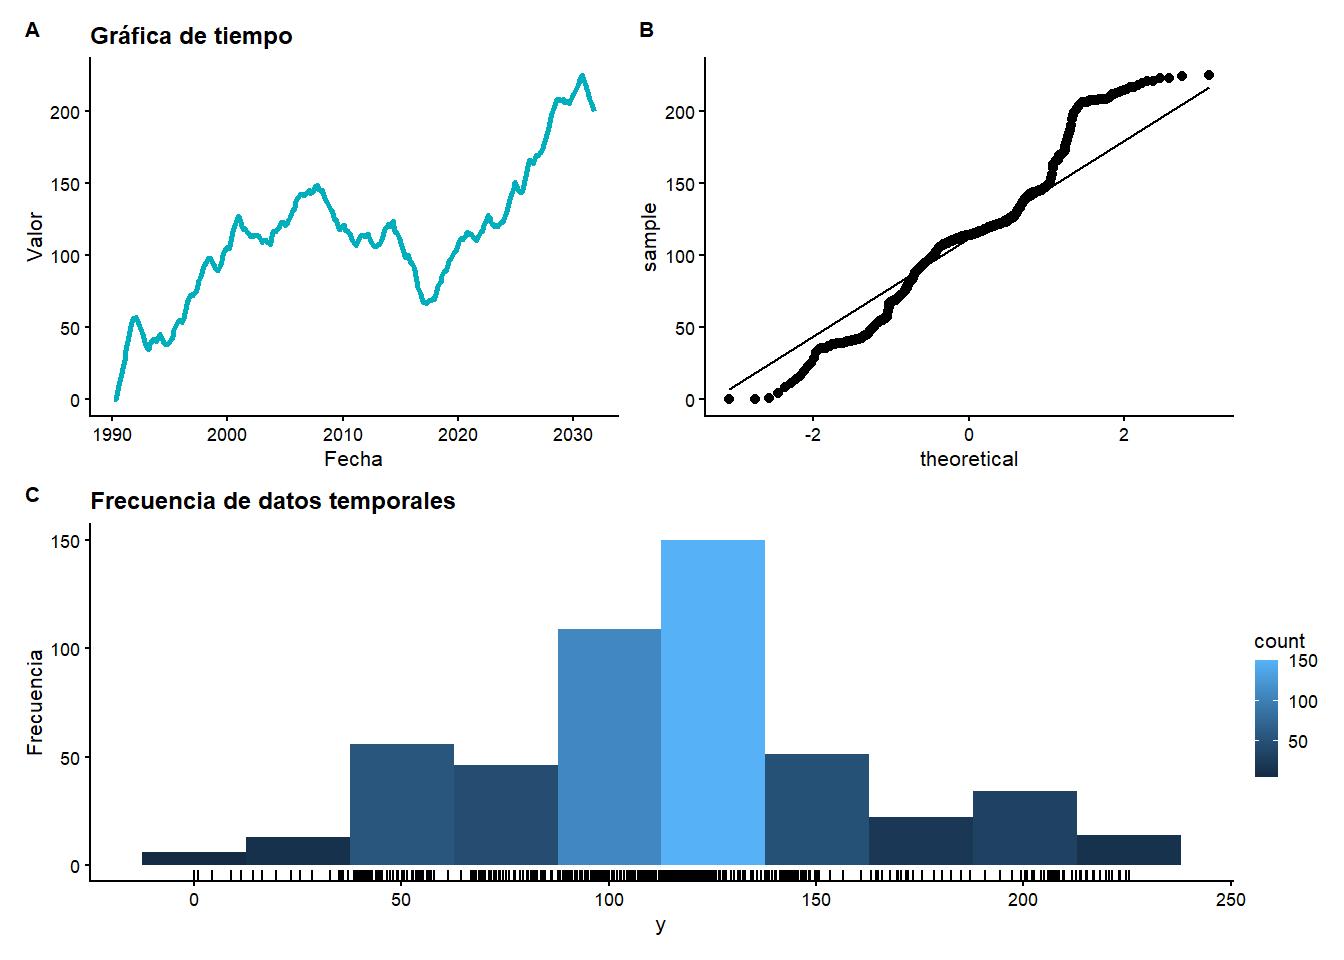 A
Gráfica de tiempo
Valor
200
150
100
50
0
1990 2000 2010 2020 2030
Fecha
B
sample
200
150
100
50
0
-2 0 2
theoretical
C
Frecuencia de datos temporales
Frecuencia
150
100
50
0
0 50 100 150 200 250
y
count
150
100
50